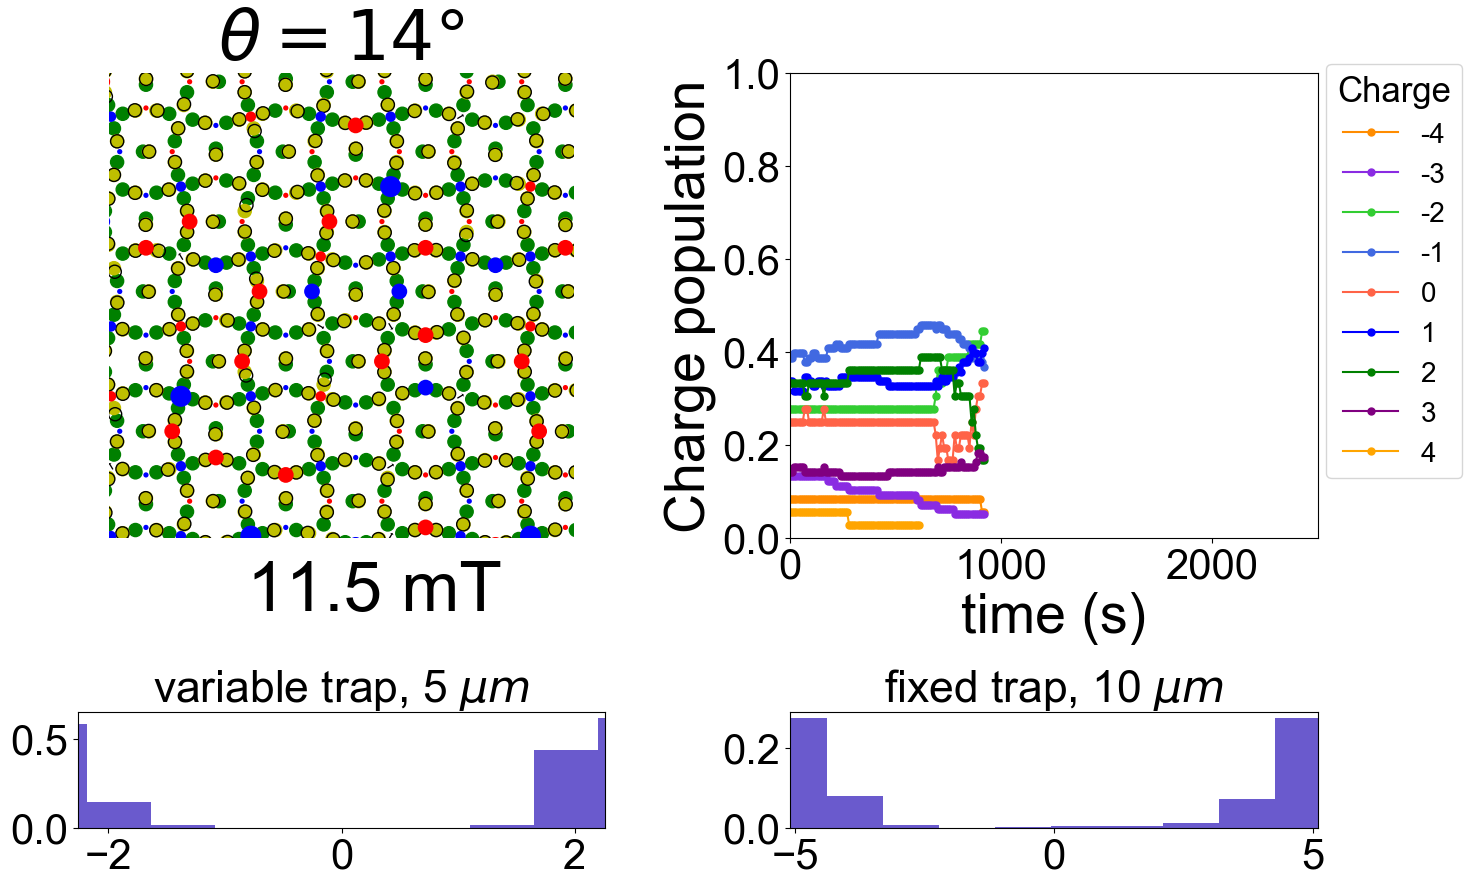 θ = 14°
11.5 mT
Charge population
1.0
0.8
0.6
0.4
0.2
0.0
0 1000 2000
time (s)
Charge
-4
-3
-2
-1
0
1
2
3
4
variable trap, 5 μm
0.5
0.0
−2 0 2
fixed trap, 10 μm
0.2
0.0
−5 0 5